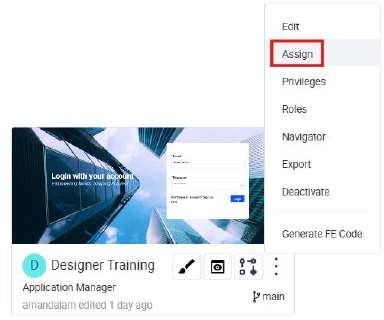 Edit
Assign
Privileges
Roles
Navigator
Export
Deactivate
Generate FE Code
Login with your account
D Designer Training
Application Manager
main
amandalam edited 1 day ago